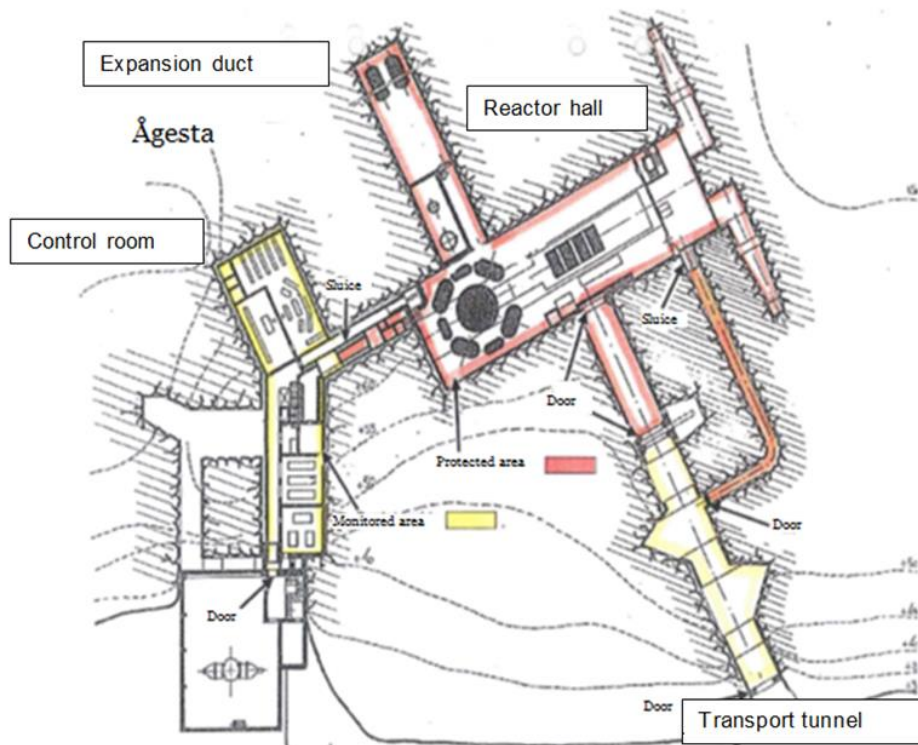 Expansion duct
Reactor hall
Ågesta
Control room
Sluice
Sluice
Door
Protected area
Monitored area
Door
Door
Door
Transport tunnel